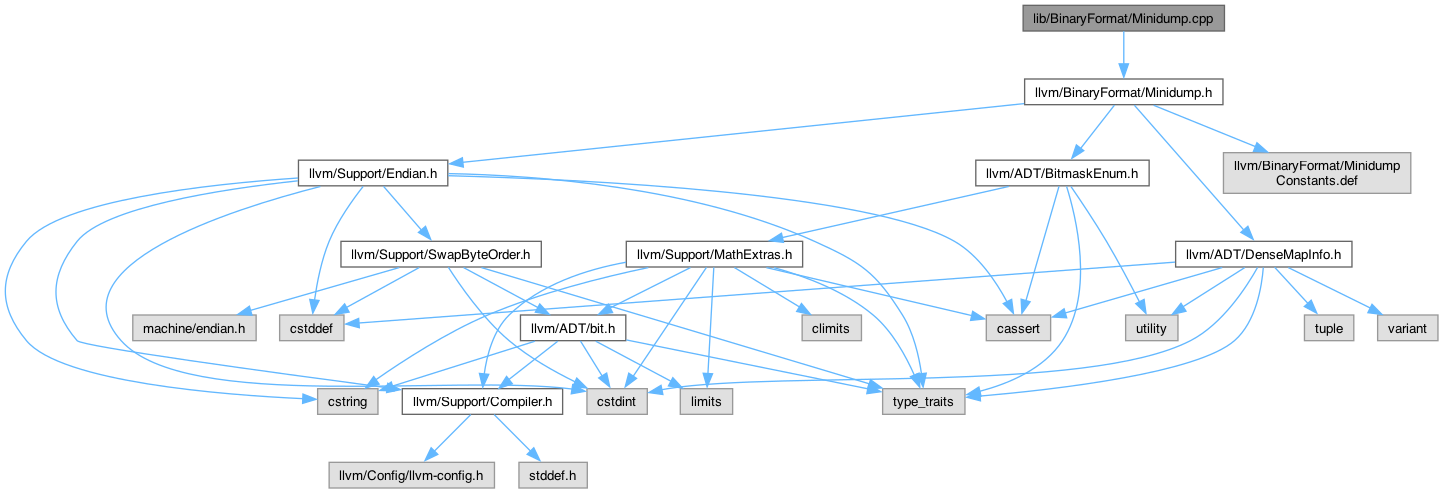 lib/BinaryFormat/Minidump.cpp
llvm/BinaryFormat/Minidump.h
llvm/Support/Endian.h
llvm/ADT/BitmaskEnum.h
llvm/BinaryFormat/Minidump
Constants.def
llvm/Support/SwapByteOrder.h
llvm/Support/MathExtras.h
llvm/ADT/DenseMapInfo.h
machine/endian.h
cstddef
llvm/ADT/bit.h
climits
cassert
utility
tuple
variant
cstring
llvm/Support/Compiler.h
cstdint
limits
type_traits
llvm/Config/llvm-config.h
stddef.h